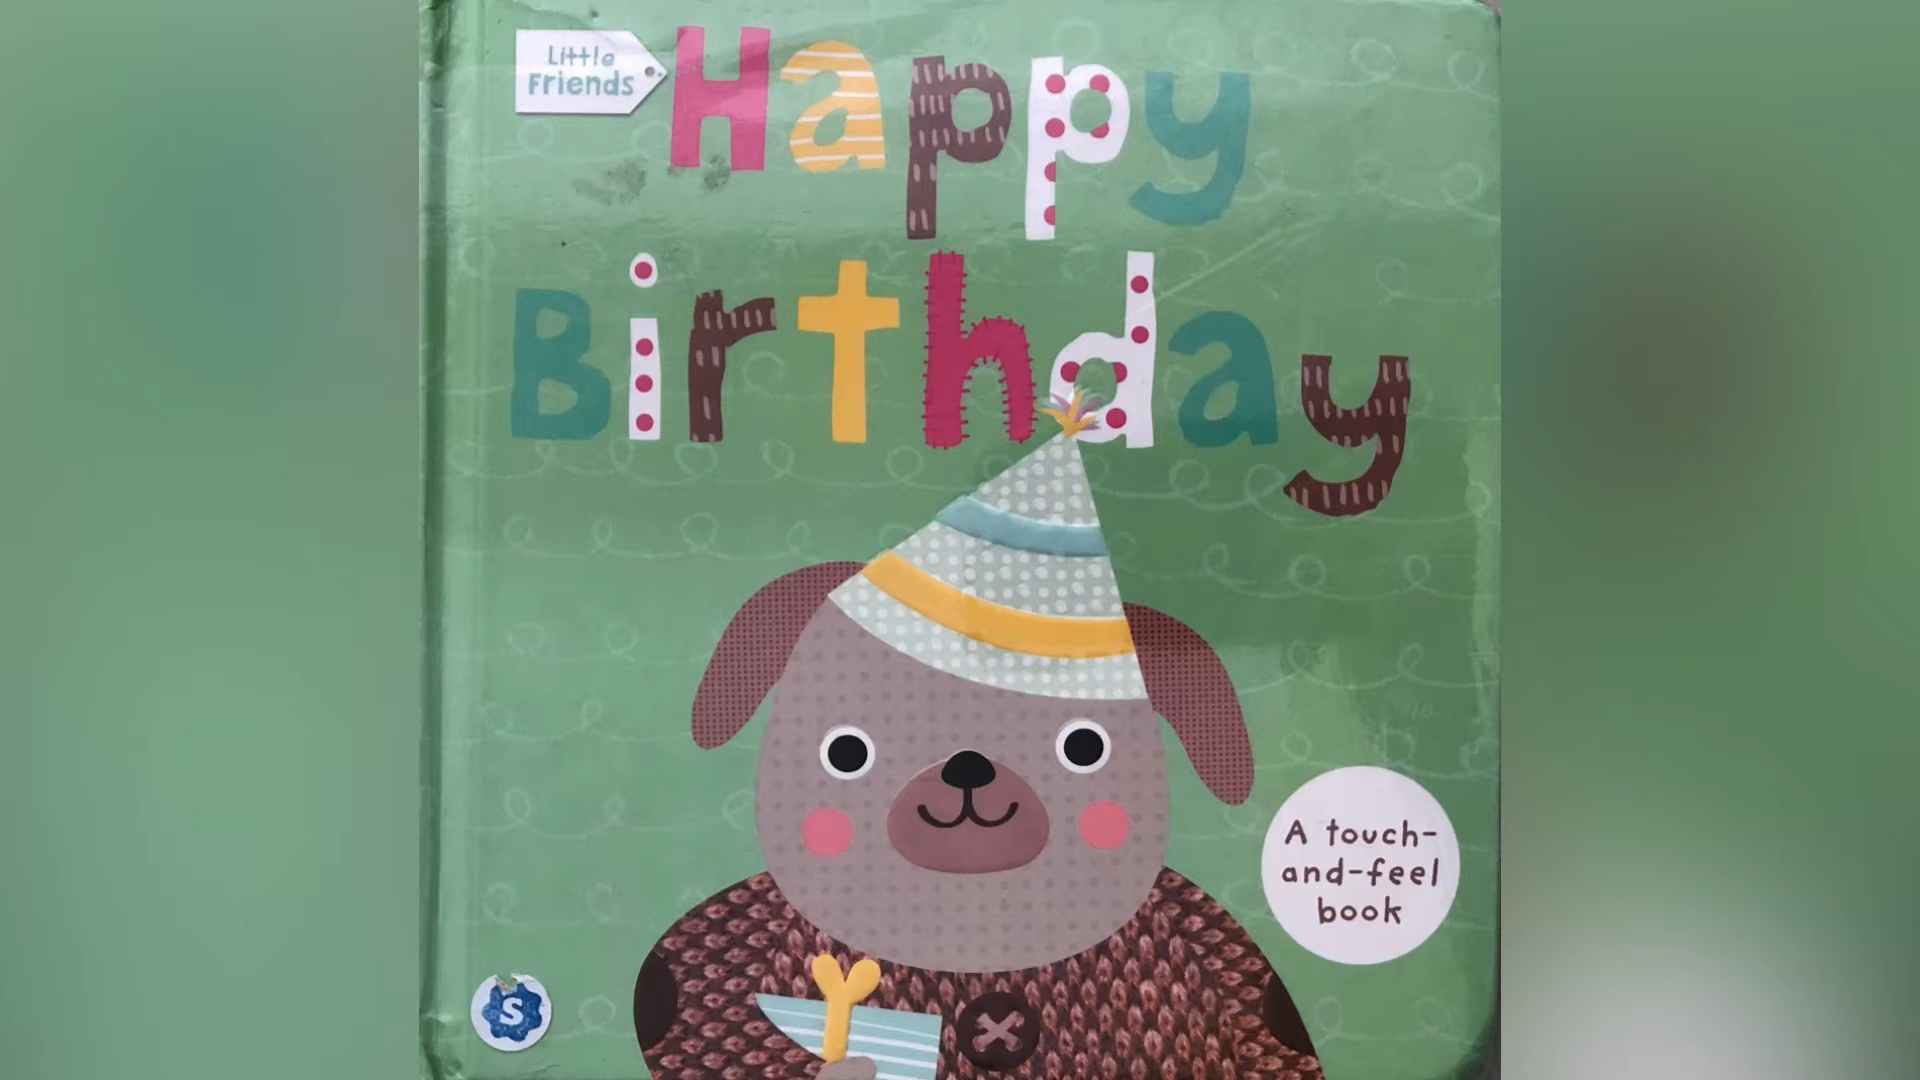 Little
Friends
Happy
Birthday
A touch-
and-feel
book
S